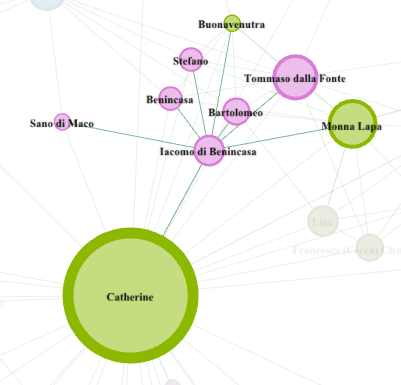 Buonavenutra
Stefano
Tommaso dalla Fonte
Benincasa
Bartolomeo
Sano di Maco
Monna Lapa
Iacomo di Benincasa
Lisa
Francesca (Cecca)
Catherine